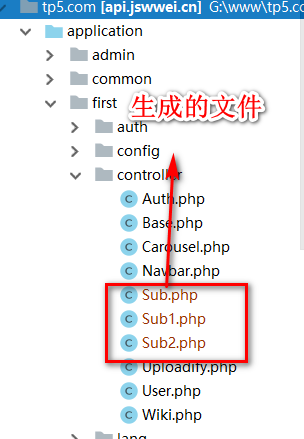 tp5.com [api.jswwei.cn] G:\www\tp5.c
application
admin
common
first
生成的文件
auth
config
controller
Auth.php
Base.php
Carousel.php
Navbar.php
Sub.php
Sub1.php
Sub2.php
Uploadify.php
User.php
Wiki.php
lang